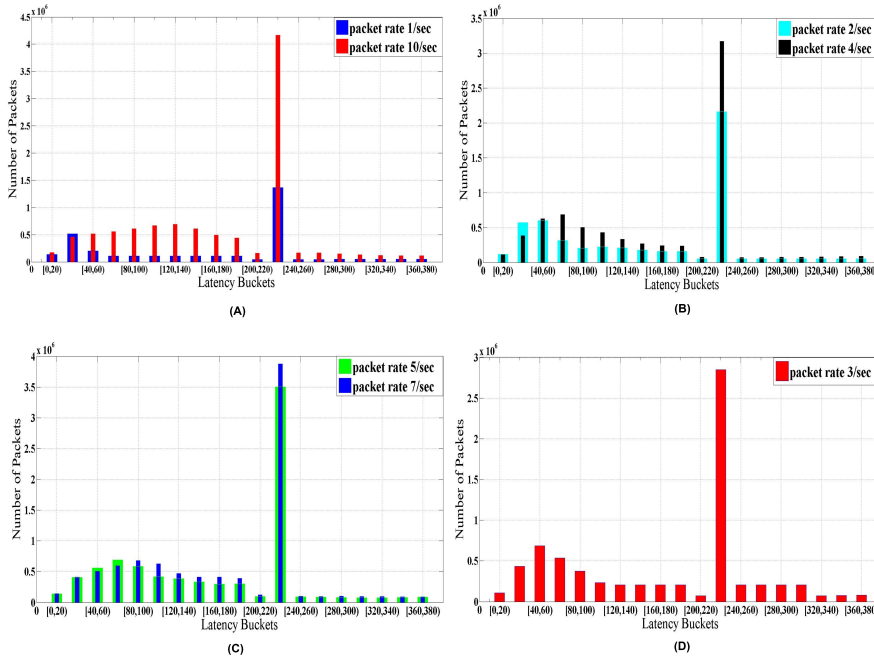 x 10^6
4.5
4
3.5
3
2.5
2
1.5
1
0.5
0
Number of Packets
packet rate 1/sec
packet rate 10/sec
0 [0,20) [40,60) [80,100) [120,140) [160,180) [200,220) [240,260) [280,300) [320,340) [360,380)
Latency Buckets
(A)
x 10^6
3.5
3
2.5
2
1.5
1
0.5
0
Number of Packets
packet rate 2/sec
packet rate 4/sec
0 [0,20) [40,60) [80,100) [120,140) [160,180) [200,220) [240,260) [280,300) [320,340) [360,380)
Latency Buckets
(B)
x 10^6
4
3.5
3
2.5
2
1.5
1
0.5
0
Number of Packets
packet rate 5/sec
packet rate 7/sec
[0,20) [40,60) [80,100) [120,140) [160,180) [200,220) [240,260) [280,300) [320,340) [360,380)
Latency Buckets
(C)
x 10^6
3
2.5
2
1.5
1
0.5
0
Number of Packets
packet rate 3/sec
[0,20) [40,60) [80,100) [120,140) [160,180) [200,220) [240,260) [280,300) [320,340) [360,380)
Latency Buckets
(D)